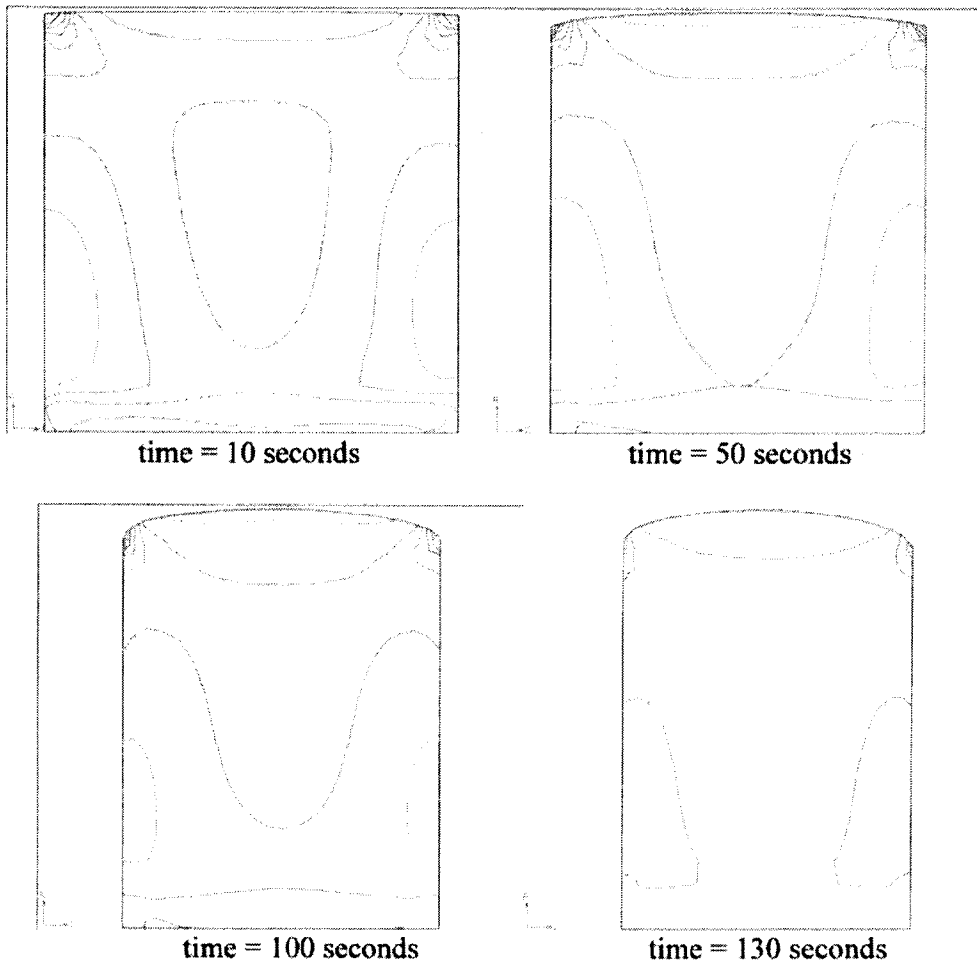 time = 10 seconds
time = 50 seconds
time = 100 seconds
time = 130 seconds